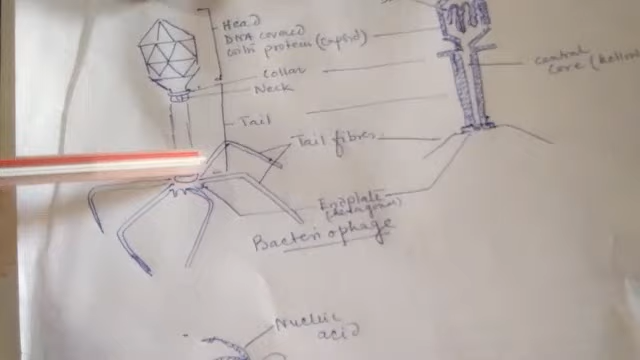 Head
DNA covered
with protein (capsid)
Collar
Neck
Tail
Tail fibres
central
core
Endplate
(hexagonal)
Bacteriophage
Nucleic
acid